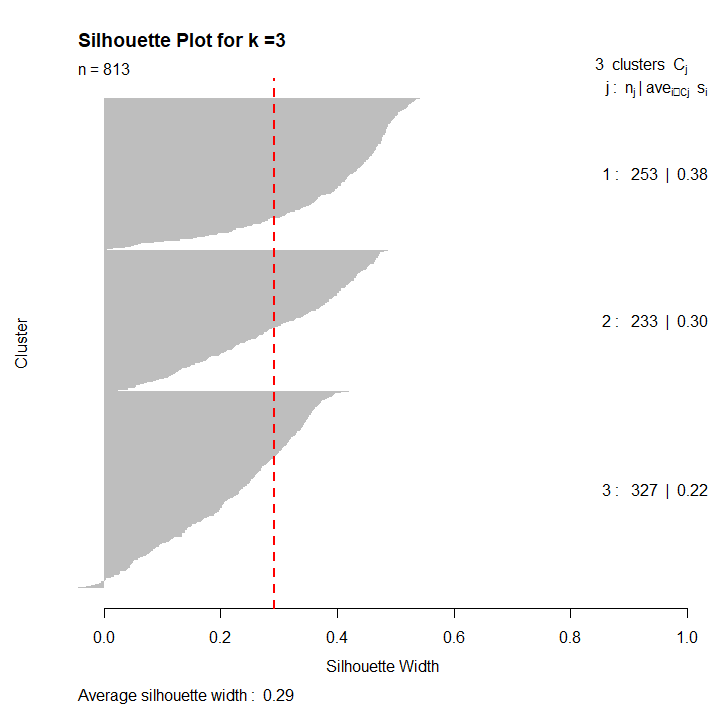 Silhouette Plot for k =3
n = 813
3 clusters Cj
j : nj | avei□Cj si
1 : 253 | 0.38
2 : 233 | 0.30
3 : 327 | 0.22
Cluster
0.0 0.2 0.4 0.6 0.8 1.0
Silhouette Width
Average silhouette width : 0.29